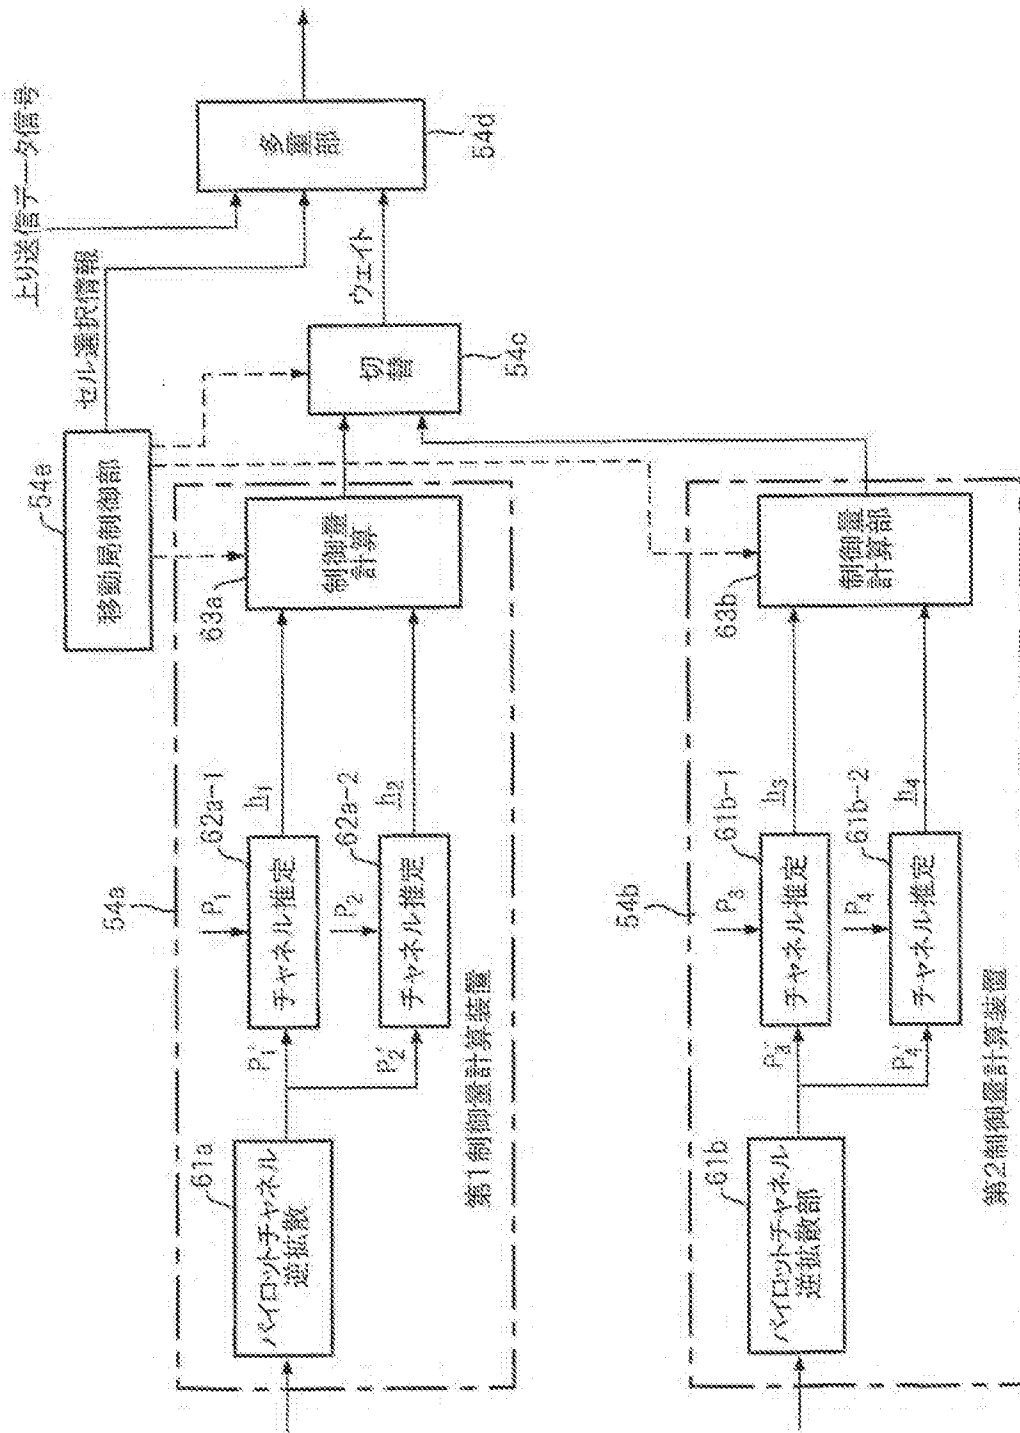 上り送信データ信号
セル選択情報
54e
移動局制御部
多重部
54d
ウェイト
切替
54c
54a
61a
パイロットチャネル
逆拡散
P1'
P2'
P1
62a-1
チャネル推定
h1
P2
62a-2
チャネル推定
h2
63a
制御量
計算
第1制御量計算装置
54b
61b
パイロットチャネル
逆拡散部
P3'
P4'
P3
61b-1
チャネル推定
h3
P4
61b-2
チャネル推定
h4
63b
制御量
計算部
第2制御量計算装置